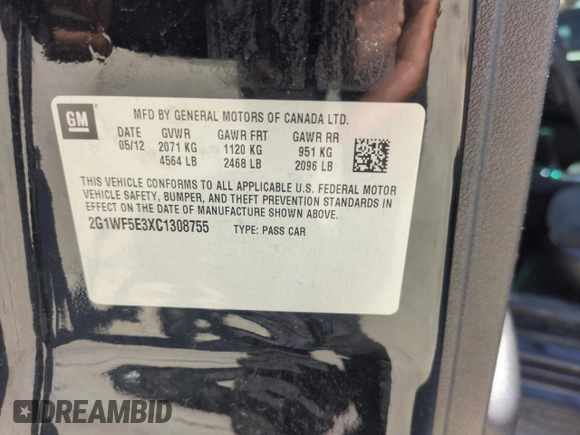 GM
MFD BY GENERAL MOTORS OF CANADA LTD.
DATE GVWR GAWR FRT GAWR RR
05/12 2071 KG 1120 KG 951 KG
4564 LB 2468 LB 2096 LB
THIS VEHICLE CONFORMS TO ALL APPLICABLE U.S. FEDERAL MOTOR
VEHICLE SAFETY, BUMPER, AND THEFT PREVENTION STANDARDS IN
EFFECT ON THE DATE OF MANUFACTURE SHOWN ABOVE.
2G1WF5E3XC1308755 TYPE: PASS CAR
DREAMBID